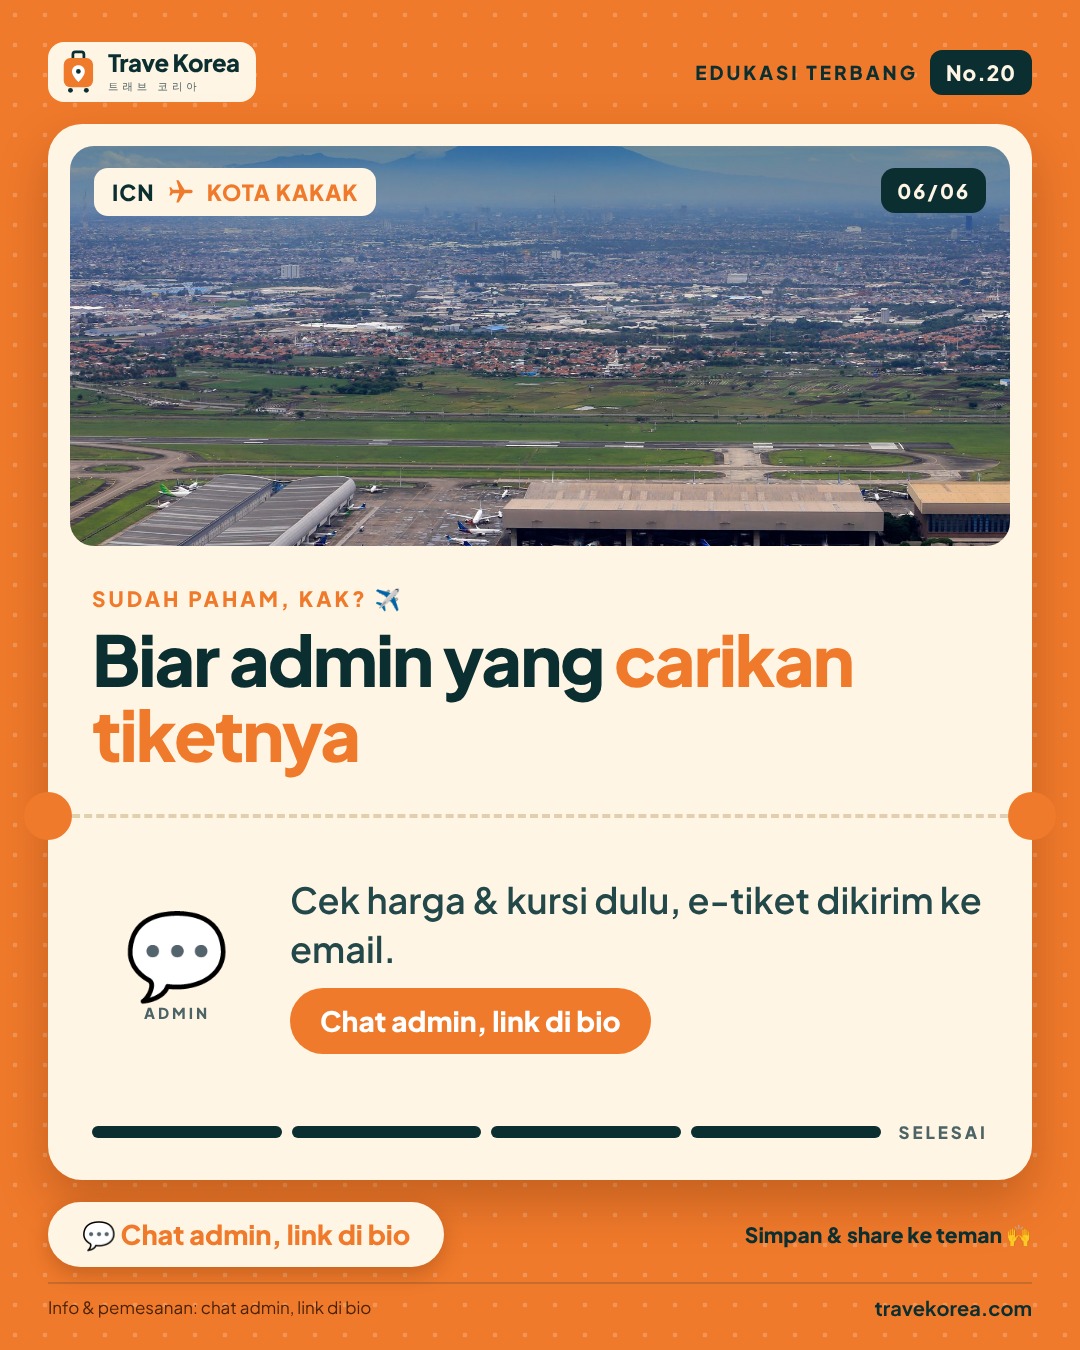 Trave Korea
트래브 코리아
EDUKASI TERBANG
No.20
ICN ✈ KOTA KAKAK
06/06
SUDAH PAHAM, KAK? ✈️
Biar admin yang carikan
tiketnya
Cek harga & kursi dulu, e-tiket dikirim ke
email.
💬
ADMIN
Chat admin, link di bio
SELESAI
💬 Chat admin, link di bio
Simpan & share ke teman 🙌
Info & pemesanan: chat admin, link di bio
travekorea.com